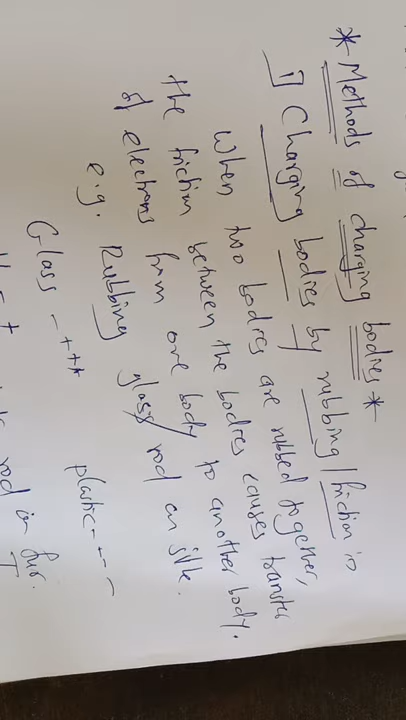 * Methods of charging bodies *
1] Charging bodies by rubbing / friction :-
When two bodies are rubbed together,
the friction between the bodies causes transfer
of electrons from one body to another body.
e.g. Rubbing glass rod on silk.
Glass - +++ plastic - - -
rod in fur.